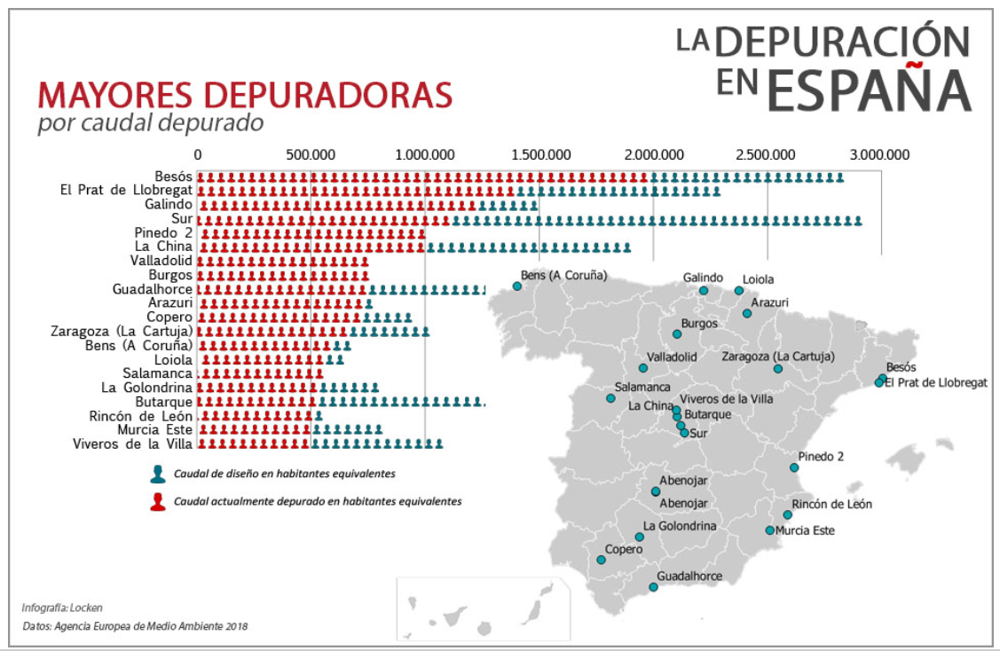 LA DEPURACIÓN
EN ESPAÑA
MAYORES DEPURADORAS
por caudal depurado
0 500.000 1.000.000 1.500.000 2.000.000 2.500.000 3.000.000
Besós
El Prat de Llobregat
Galindo
Sur
Pinedo 2
La China
Valladolid
Burgos
Guadalhorce
Arazuri
Copero
Zaragoza (La Cartuja)
Bens (A Coruña)
Loiola
Salamanca
La Golondrina
Butarque
Rincón de León
Murcia Este
Viveros de la Villa
Caudal de diseño en habitantes equivalentes
Caudal actualmente depurado en habitantes equivalentes
Bens (A Coruña)
Galindo
Loiola
Arazuri
Burgos
Valladolid
Zaragoza (La Cartuja)
Besós
El Prat de Llobregat
Salamanca
Viveros de la Villa
La China
Butarque
Sur
Pinedo 2
Abenojar
Abenojar
Rincón de León
La Golondrina
Murcia Este
Copero
Guadalhorce
Infografía: Locken
Datos: Agencia Europea de Medio Ambiente 2018